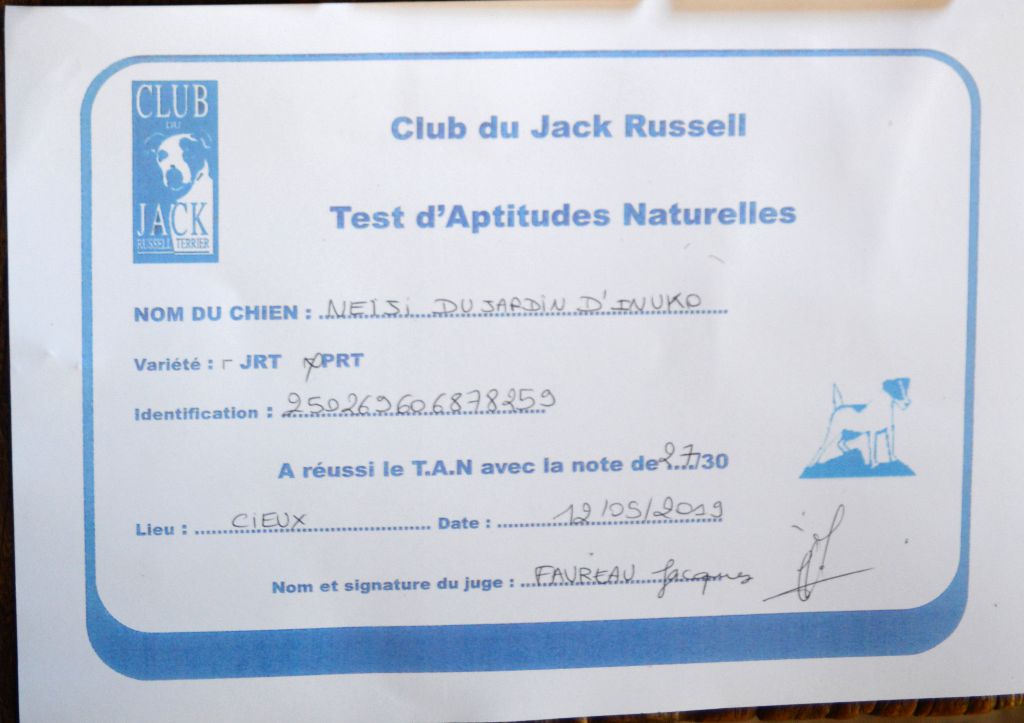 CLUB
DU
JACK
RUSSELL TERRIER
Club du Jack Russell
Test d'Aptitudes Naturelles
NOM DU CHIEN : NEISI DU JARDIN D'INUKO
Variété : JRT PRT
Identification : 250269606878259
A réussi le T.A.N avec la note de 27/30
Lieu : CIEUX Date : 12/05/2019
Nom et signature du juge : FAUREAU Jacques